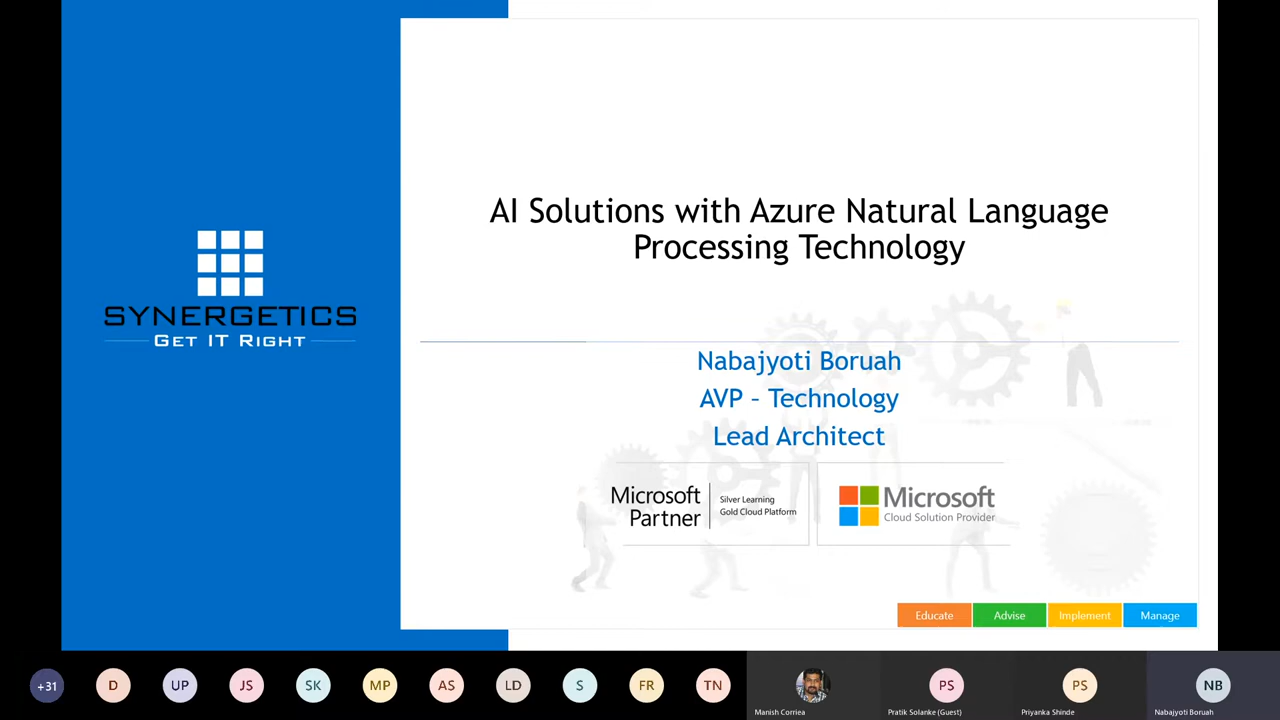 AI Solutions with Azure Natural Language
Processing Technology
SYNERGETICS
GET IT RIGHT
Nabajyoti Boruah
AVP – Technology
Lead Architect
Microsoft
Partner
Silver Learning
Gold Cloud Platform
Microsoft
Cloud Solution Provider
Educate
Advise
Implement
Manage
+31
D
UP
JS
SK
MP
AS
LD
S
FR
TN
PS
PS
NB
Manish Corriea
Pratik Solanke (Guest)
Priyanka Shinde
Nabajyoti Boruah